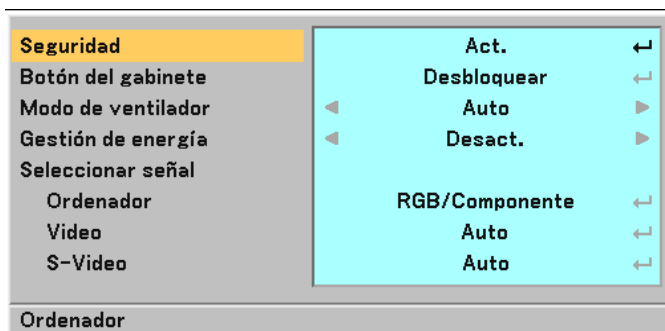 Seguridad Act.
Botón del gabinete Desbloquear
Modo de ventilador Auto
Gestión de energía Desact.
Seleccionar señal
Ordenador RGB/Componente
Video Auto
S-Video Auto
Ordenador